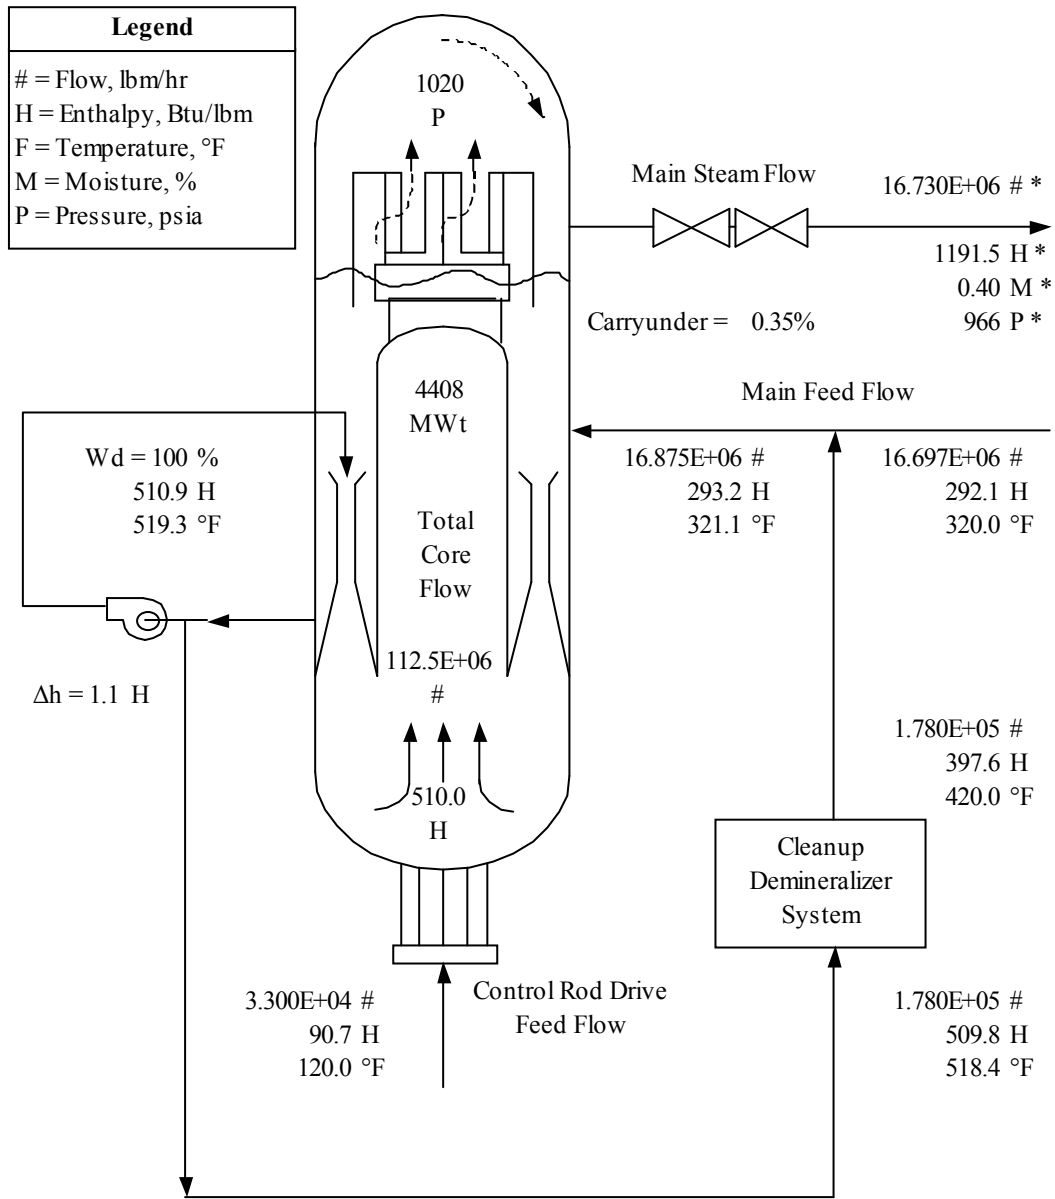 Legend
# = Flow, lbm/hr
H = Enthalpy, Btu/lbm
F = Temperature, °F
M = Moisture, %
P = Pressure, psia
1020
P
Main Steam Flow
16.730E+06 # *
1191.5 H *
0.40 M *
966 P *
Carryunder = 0.35%
4408
MWt
Main Feed Flow
Wd = 100 %
510.9 H
519.3 °F
16.875E+06 #
293.2 H
321.1 °F
16.697E+06 #
292.1 H
320.0 °F
Total
Core
Flow
112.5E+06
#
Δh = 1.1 H
510.0
H
1.780E+05 #
397.6 H
420.0 °F
Cleanup
Demineralizer
System
3.300E+04 #
90.7 H
120.0 °F
Control Rod Drive
Feed Flow
1.780E+05 #
509.8 H
518.4 °F